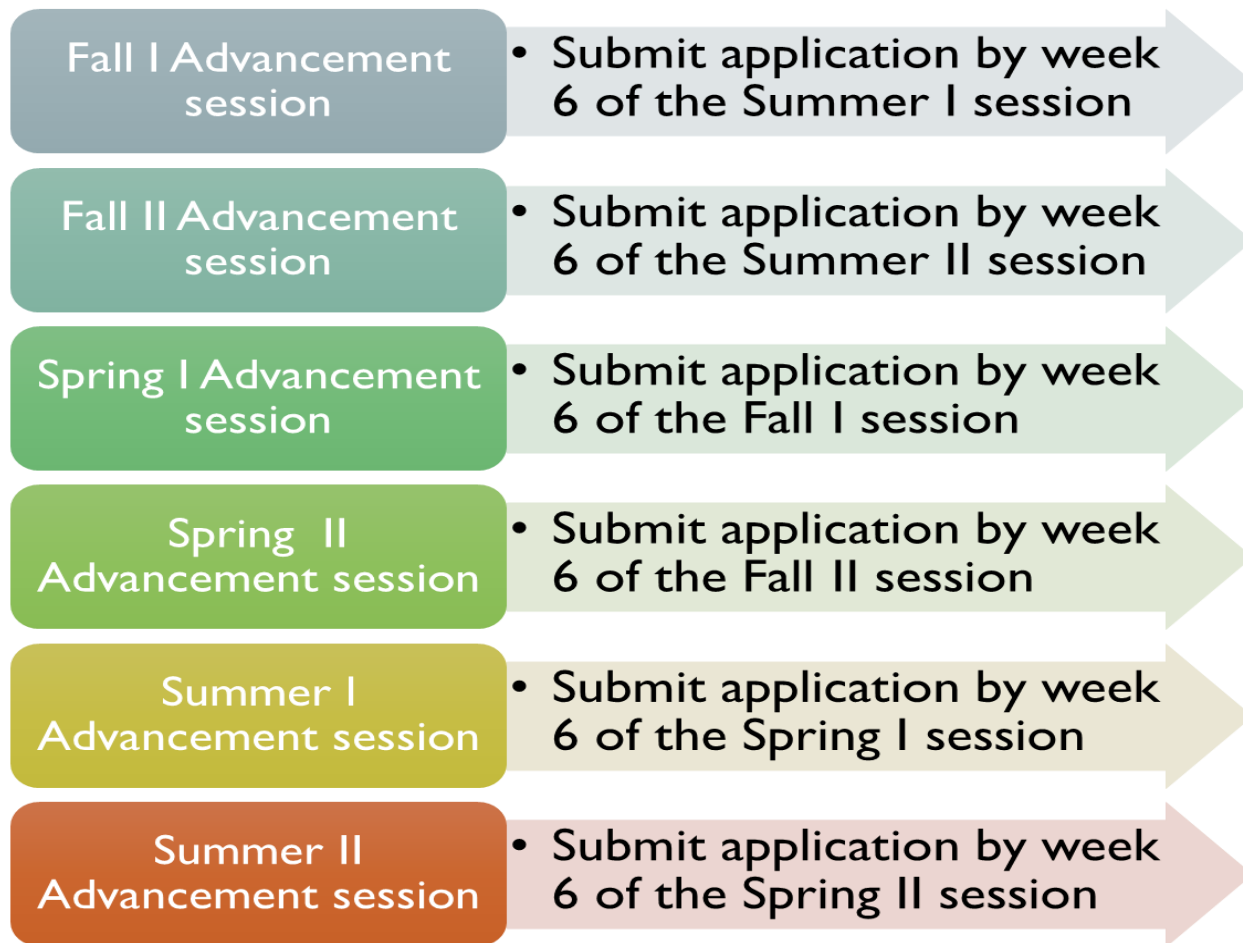 Fall I Advancement
session
• Submit application by week
6 of the Summer I session
Fall II Advancement
session
• Submit application by week
6 of the Summer II session
Spring I Advancement
session
• Submit application by week
6 of the Fall I session
Spring II
Advancement session
• Submit application by week
6 of the Fall II session
Summer I
Advancement session
• Submit application by week
6 of the Spring I session
Summer II
Advancement session
• Submit application by week
6 of the Spring II session